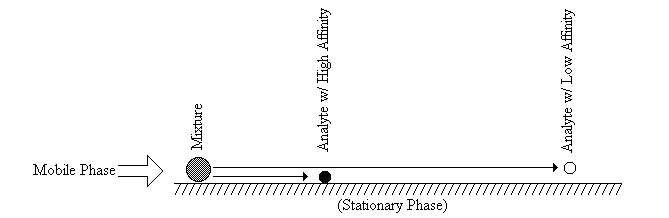 Mixture
Analyte w/ High Affinity
Analyte w/ Low Affinity
Mobile Phase
(Stationary Phase)